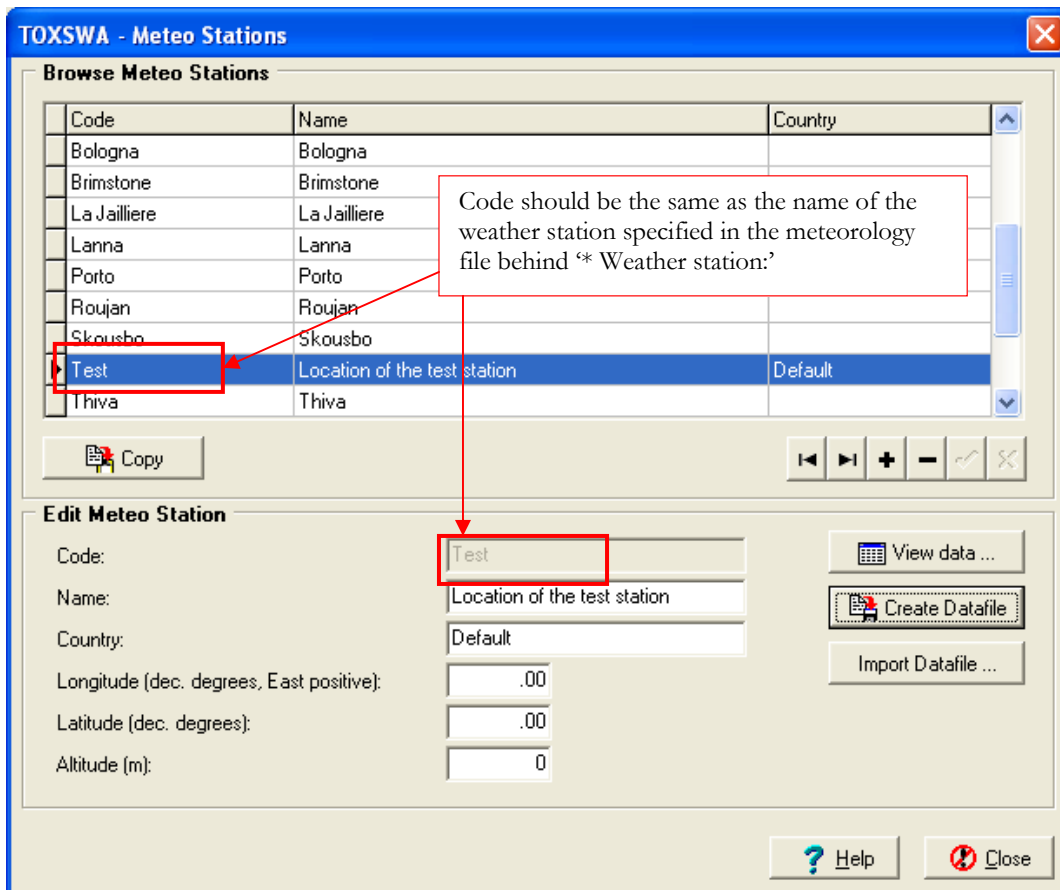 TOXSWA - Meteo Stations
Browse Meteo Stations
Code Name Country
Bologna Bologna
Brimstone Brimstone
La Jailliere La Jailliere
Lanna Lanna
Porto Porto
Roujan Roujan
Skousbo Skousbo
Test Location of the test station Default
Thiva Thiva
Code should be the same as the name of the
weather station specified in the meteorology
file behind ‘* Weather station:’
Copy
Edit Meteo Station
Code: Test
View data ...
Name: Location of the test station
Create Datafile
Country: Default
Import Datafile ...
Longitude (dec. degrees, East positive): .00
Latitude (dec. degrees): .00
Altitude (m): 0
Help
Close